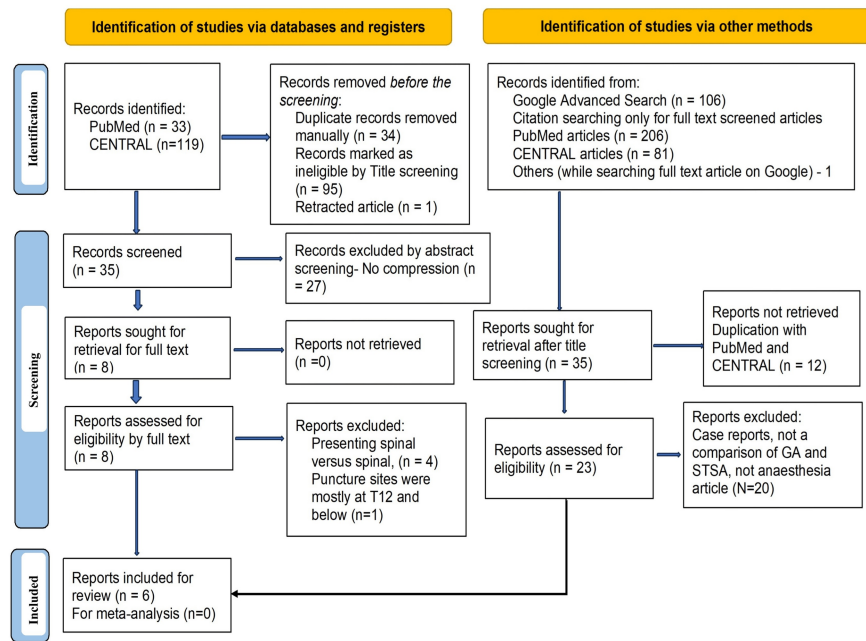 Identification of studies via databases and registers
Identification of studies via other methods
Identification
Records identified:
PubMed (n = 33)
CENTRAL (n=119)
Records removed before the
screening:
Duplicate records removed
manually (n = 34)
Records marked as
ineligible by Title screening
(n = 95)
Retracted article (n = 1)
Records identified from:
Google Advanced Search (n = 106)
Citation searching only for full text screened articles
PubMed articles (n = 206)
CENTRAL articles (n = 81)
Others (while searching full text article on Google) - 1
Screening
Records screened
(n = 35)
Records excluded by abstract
screening- No compression (n
= 27)
Reports sought for
retrieval for full text
(n = 8)
Reports not retrieved
(n =0)
Reports sought for
retrieval after title
screening (n = 35)
Reports not retrieved
Duplication with
PubMed and
CENTRAL (n = 12)
Reports assessed for
eligibility by full text
(n = 8)
Reports excluded:
Presenting spinal
versus spinal, (n = 4)
Puncture sites were
mostly at T12 and
below (n=1)
Reports assessed for
eligibility (n = 23)
Reports excluded:
Case reports, not a
comparison of GA and
STSA, not anaesthesia
article (N=20)
Included
Reports included for
review (n = 6)
For meta-analysis (n=0)